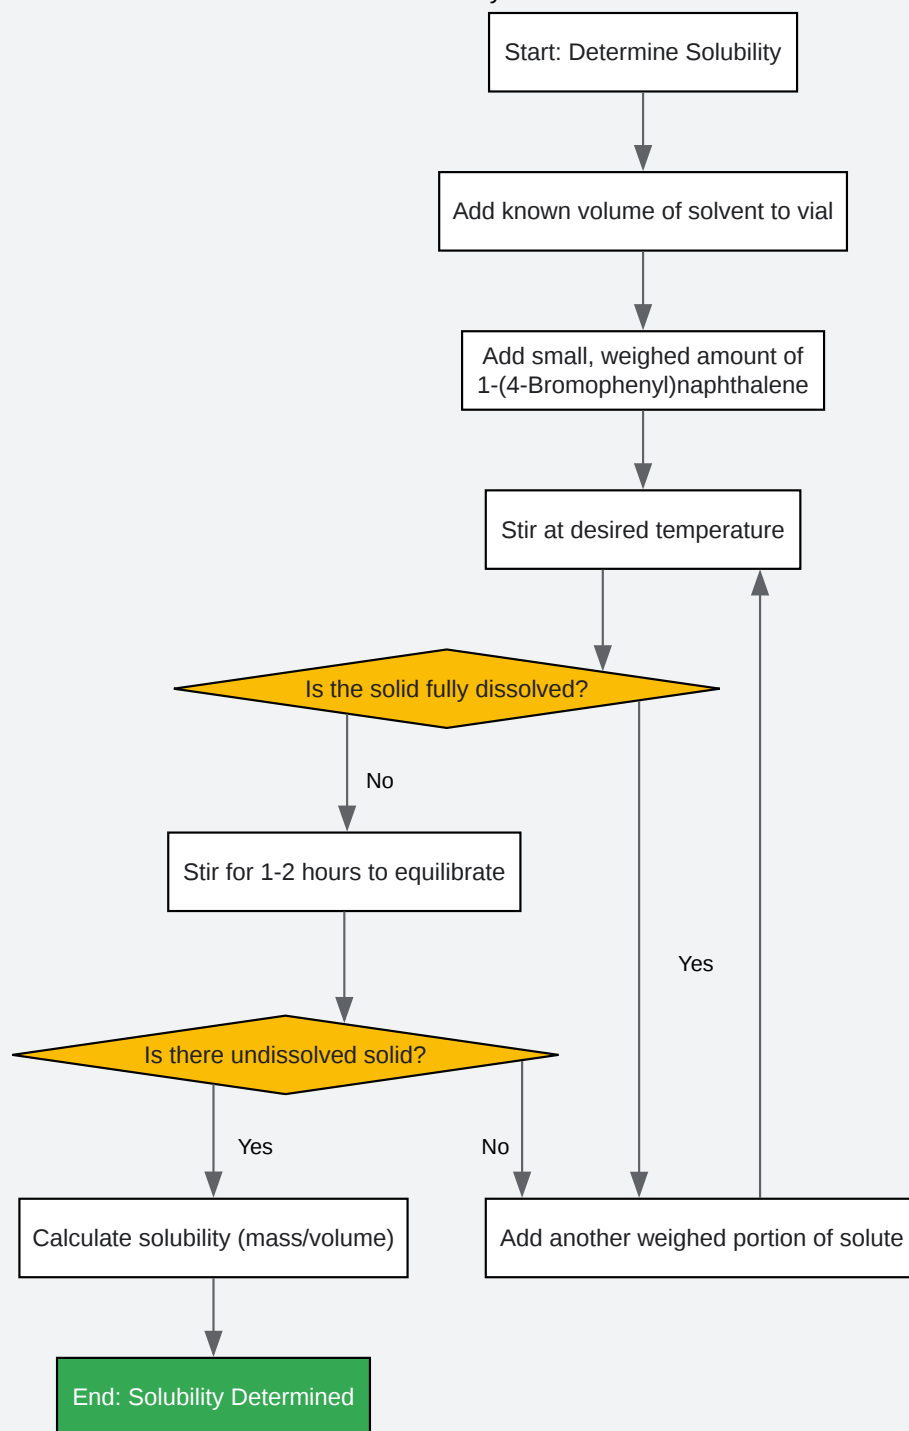 Start: Determine Solubility
Add known volume of solvent to vial
Add small, weighed amount of
1-(4-Bromophenyl)naphthalene
Stir at desired temperature
Is the solid fully dissolved?
No
Stir for 1-2 hours to equilibrate
Yes
Is there undissolved solid?
Yes
No
Calculate solubility (mass/volume)
Add another weighed portion of solute
End: Solubility Determined